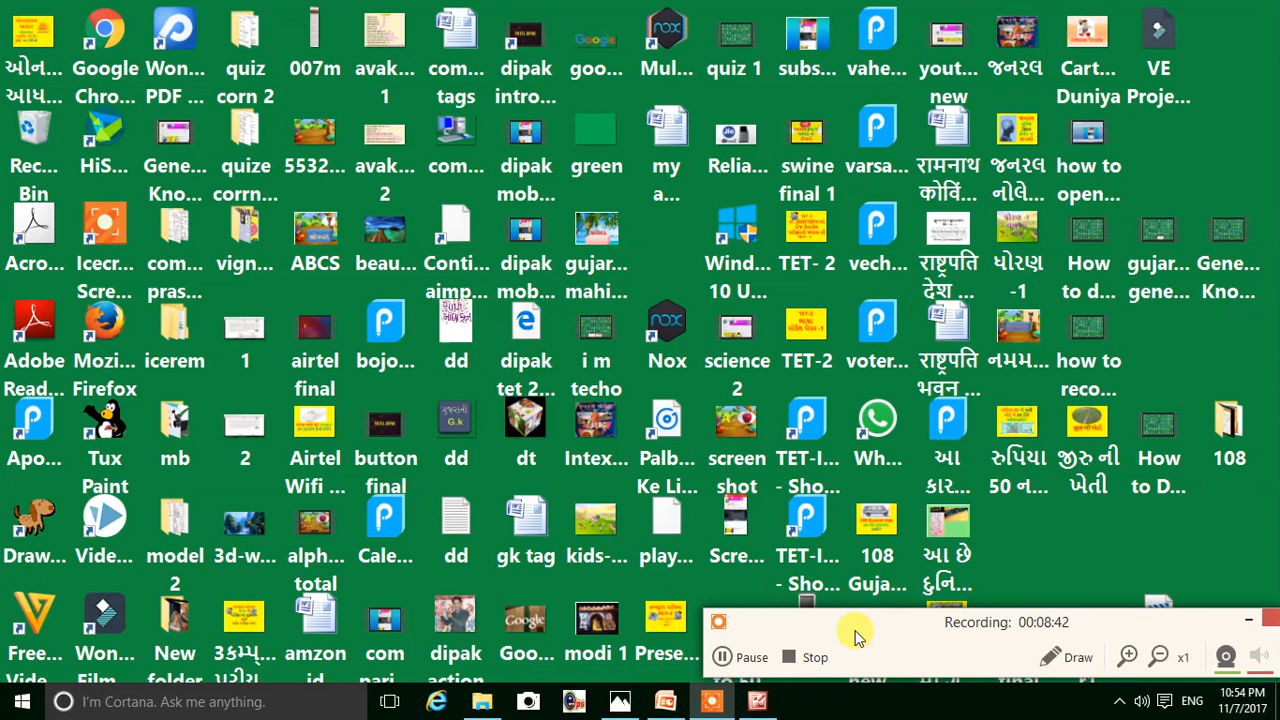 ઓન... Google Won... quiz 007m avak... com... dipak goo... Mul... quiz 1 subs... vahe... yout... જનરલ Cart... VE
આધ... Chro... PDF ... corn 2 1 tags intro... new Duniya Proje...
Rec... HiS... Gene... quize 5532... avak... com... dipak green my Relia... swine varsa... રામનાથ જનરલ how to
Bin Kno... corrn... 2 mob... a... final 1 કોવિં... નોલે... open...
Acro... Icecr... com... vign... ABCS beau... Conti... dipak gujar... Wind... TET- 2 vech... રાષ્ટ્રપતિ ધોરણ How gujar... Gene...
Scre... pras... aimp... mob... mahi... 10 U... દેશ ... -1 to d... gene... Kno...
Adobe Mozi... icerem 1 airtel bojo... dd dipak i m Nox science TET-2 voter... રાષ્ટ્રપતિ નમમ... how to
Read... Firefox final tet 2... techo 2 ભવન ... reco...
Apo... Tux mb 2 Airtel button dd dt Intex... Palb... screen TET-I... Wh... આ રુપિયા જીરુ ની How 108
Paint Wifi ... final Ke Li... shot - Sho... કાર... 50 ન... ખેતી to D...
Draw... Vide... model 3d-w... alph... Cale... dd gk tag kids-... play... Scre... TET-I... 108 આ છે
2 total - Sho... Guja... દુનિ...
Free... Won... New 3કમ્પ... amzon com dipak Goo... modi 1 Prese...
Vide... Film... folder id pari... action
Recording: 00:08:42
Pause Stop Draw x1
I'm Cortana. Ask me anything. ENG 10:54 PM
11/7/2017